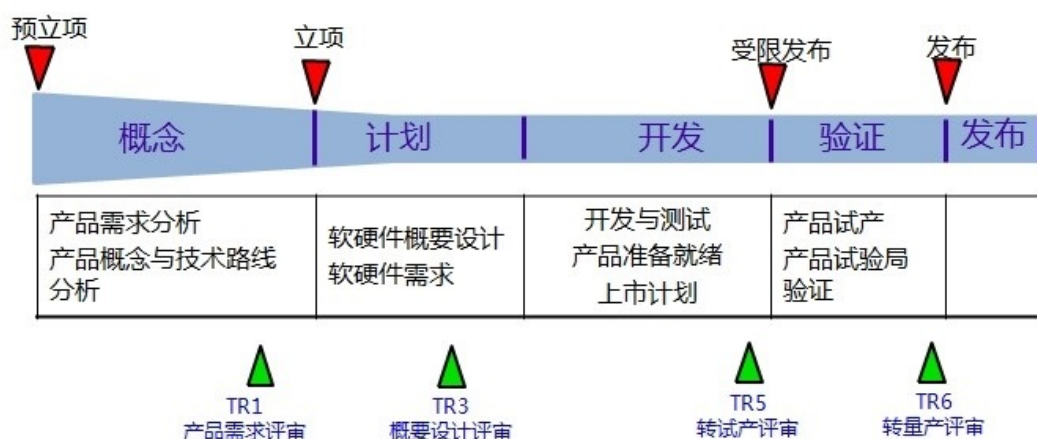 预立项
立项
受限发布
发布
概念
计划
开发
验证
发布
产品需求分析
产品概念与技术路线
分析
软硬件概要设计
软硬件需求
开发与测试
产品准备就绪
上市计划
产品试产
产品试验局
验证
TR1
产品需求评审
TR3
概要设计评审
TR5
转试产评审
TR6
转量产评审